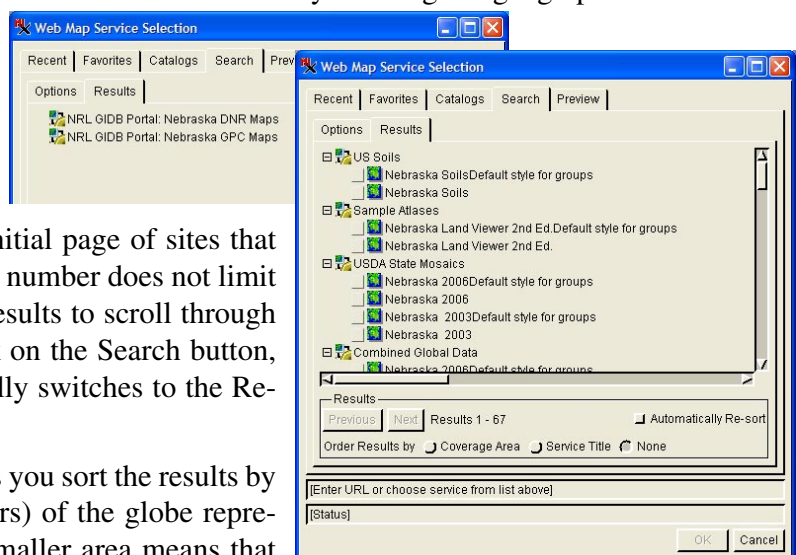 Web Map Service Selection
Recent Favorites Catalogs Search Prev
Options Results
NRL GIDB Portal: Nebraska DNR Maps
NRL GIDB Portal: Nebraska GPC Maps
nitial page of sites that
number does not limit
esults to scroll through
on the Search button,
lly switches to the Re-
you sort the results by
rs) of the globe repre-
maller area means that
Web Map Service Selection
Recent Favorites Catalogs Search Preview
Options Results
US Soils
Nebraska SoilsDefault style for groups
Nebraska Soils
Sample Atlases
Nebraska Land Viewer 2nd Ed.Default style for groups
Nebraska Land Viewer 2nd Ed.
USDA State Mosaics
Nebraska 2006Default style for groups
Nebraska 2006
Nebraska 2003Default style for groups
Nebraska 2003
Combined Global Data
Nebraska 2006Default style for groups
Results
Previous Next Results 1 - 67 Automatically Re-sort
Order Results by Coverage Area Service Title None
[Enter URL or choose service from list above]
[Status]
OK Cancel